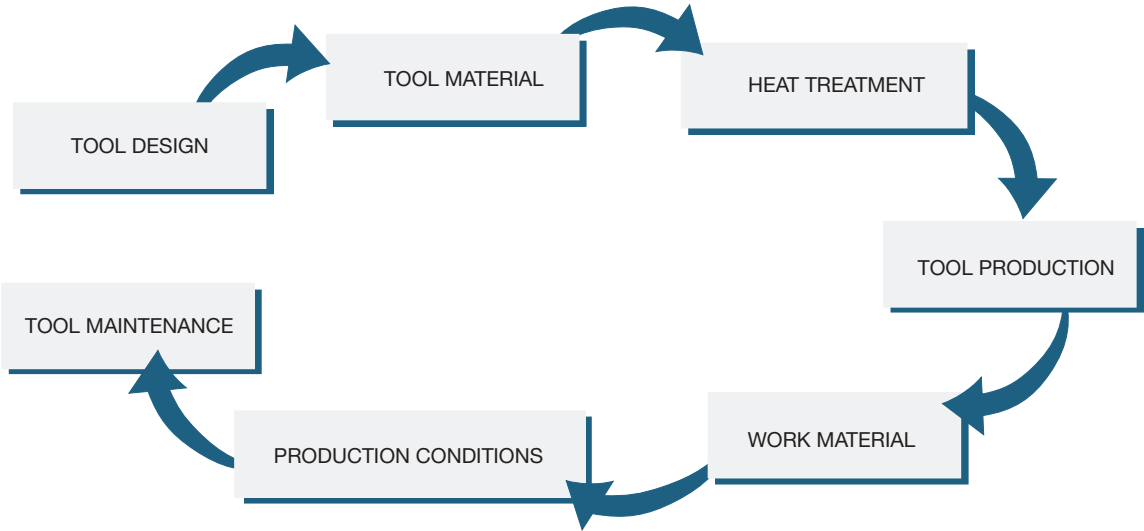 TOOL DESIGN
TOOL MATERIAL
HEAT TREATMENT
TOOL PRODUCTION
WORK MATERIAL
PRODUCTION CONDITIONS
TOOL MAINTENANCE